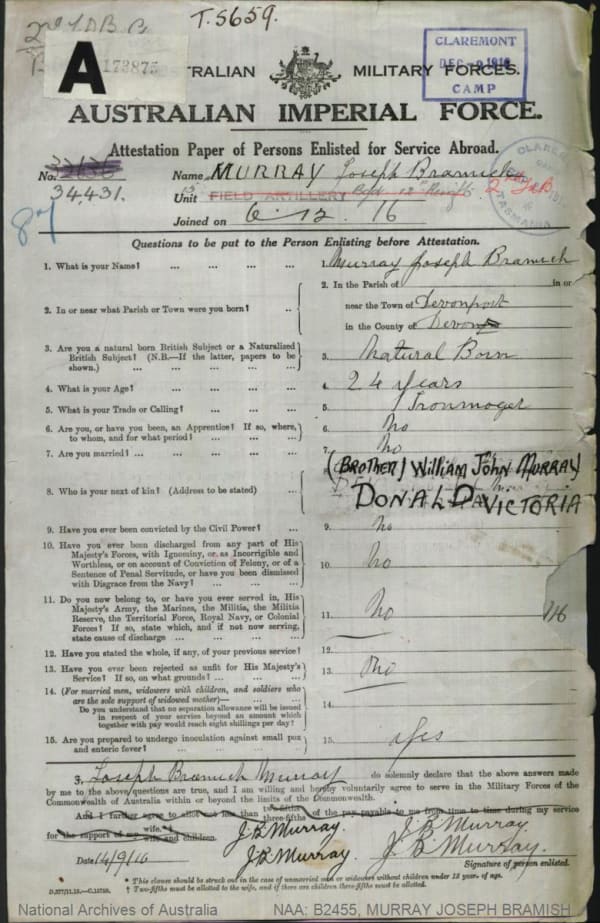 T.5659.
2nd F.A.B.
A
173875
CLAREMONT
CAMP
AUSTRALIAN MILITARY FORCES.
AUSTRALIAN IMPERIAL FORCE.
Attestation Paper of Persons Enlisted for Service Abroad.
No. 34431. Name MURRAY Joseph Bramich
Unit FIELD ARTILLERY
Joined on 6. 12. 16
87
Questions to be put to the Person Enlisting before Attestation.
1. What is your Name? ... ... ... ... 1. Murray Joseph Bramich
2. In or near what Parish or Town were you born? .. 2. In the Parish of in or
near the Town of Devonport
in the County of Devon
3. Are you a natural born British Subject or a Naturalized
British Subject? (N.B.—If the latter, papers to be
shown.) ... ... ... ... ... 3. Natural Born
4. What is your Age? ... ... ... ... 4. 24 years
5. What is your Trade or Calling? ... ... ... 5. Ironmoger
6. Are you, or have you been, an Apprentice? If so, where,
to whom, and for what period? ... ... ... 6. no
7. Are you married? ... ... ... ... ... 7. no
8. Who is your next of kin? (Address to be stated) ... 8. (BROTHER) William John MURRAY
DONALD VICTORIA
9. Have you ever been convicted by the Civil Power? ... 9. no
10. Have you ever been discharged from any part of His
Majesty's Forces, with Ignominy, or as Incorrigible and
Worthless, or on account of Conviction of Felony, or of a
Sentence of Penal Servitude, or have you been dismissed
with Disgrace from the Navy? ... ... ... 10. no
11. Do you now belong to, or have you ever served in, His
Majesty's Army, the Marines, the Militia, the Militia
Reserve, the Territorial Force, Royal Navy, or Colonial
Forces? If so, state which, and if not now serving,
state cause of discharge ... ... ... ... 11. no
12. Have you stated the whole, if any, of your previous service? 12.
13. Have you ever been rejected as unfit for His Majesty's
Service? If so, on what grounds? ... ... ... 13. No
14. (For married men, widowers with children, and soldiers who
are the sole support of widowed mother)—
Do you understand that no separation allowance will be issued
in respect of your service beyond an amount which
together with pay would reach eight shillings per day? 14.
15. Are you prepared to undergo inoculation against small pox
and enteric fever? ... ... ... ... ... 15. Yes
I, Joseph Bramich Murray do solemnly declare that the above answers made
by me to the above questions are true, and I am willing and hereby voluntarily agree to serve in the Military Forces of the
Commonwealth of Australia within or beyond the limits of the Commonwealth.
And I further agree to allot not less than two-fifths three-fifths of the pay payable to me from time to time during my service
for the support of my wife. wife and children.
J.B. Murray. J. B. Murray.
Date 14/9/16 J.B. Murray. J. B. Murray.
Signature of person enlisted.
* This clause should be struck out in the case of unmarried men or widowers without children under 18 year of age.
† Two-fifths must be allotted to the wife, and if there are children three-fifths must be allotted.
National Archives of Australia NAA: B2455, MURRAY JOSEPH BRAMISH